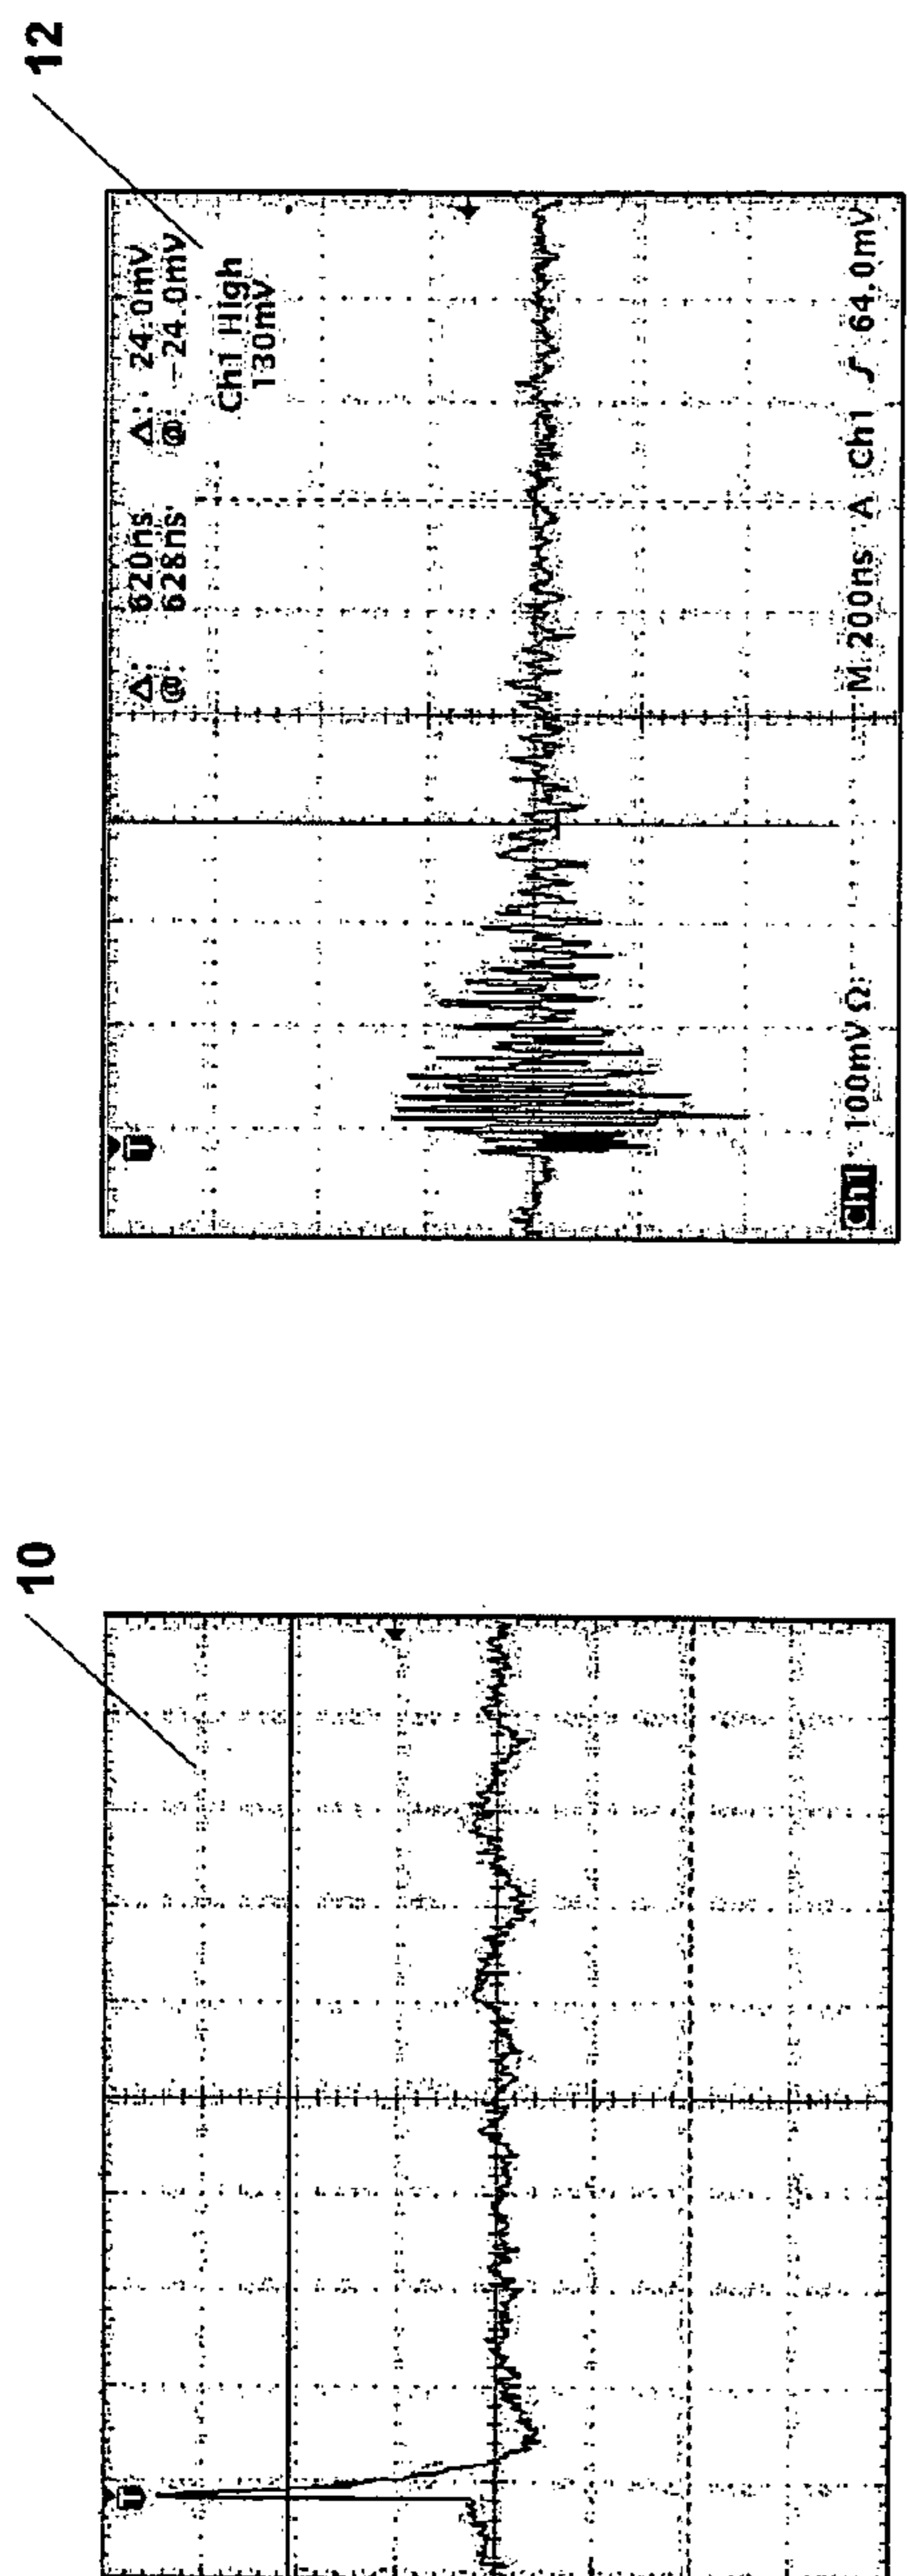 12
Δ: 620ns Δ: 24.0mV
@: 628ns @: -24.0mV
Ch1 High
130mV
T
Ch1 100mV Ω M 200ns A Ch1 ʃ 64.0mV
10
T